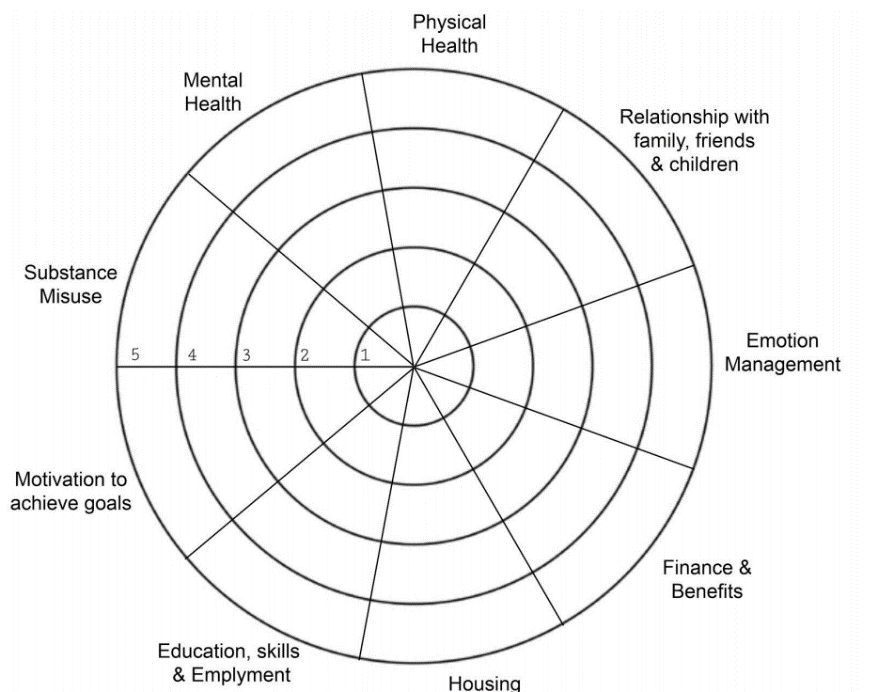 Physical
Health
Mental
Health
Relationship with
family, friends
& children
Substance
Misuse
5 4 3 2 1
Emotion
Management
Motivation to
achieve goals
Finance &
Benefits
Education, skills
& Emplyment
Housing